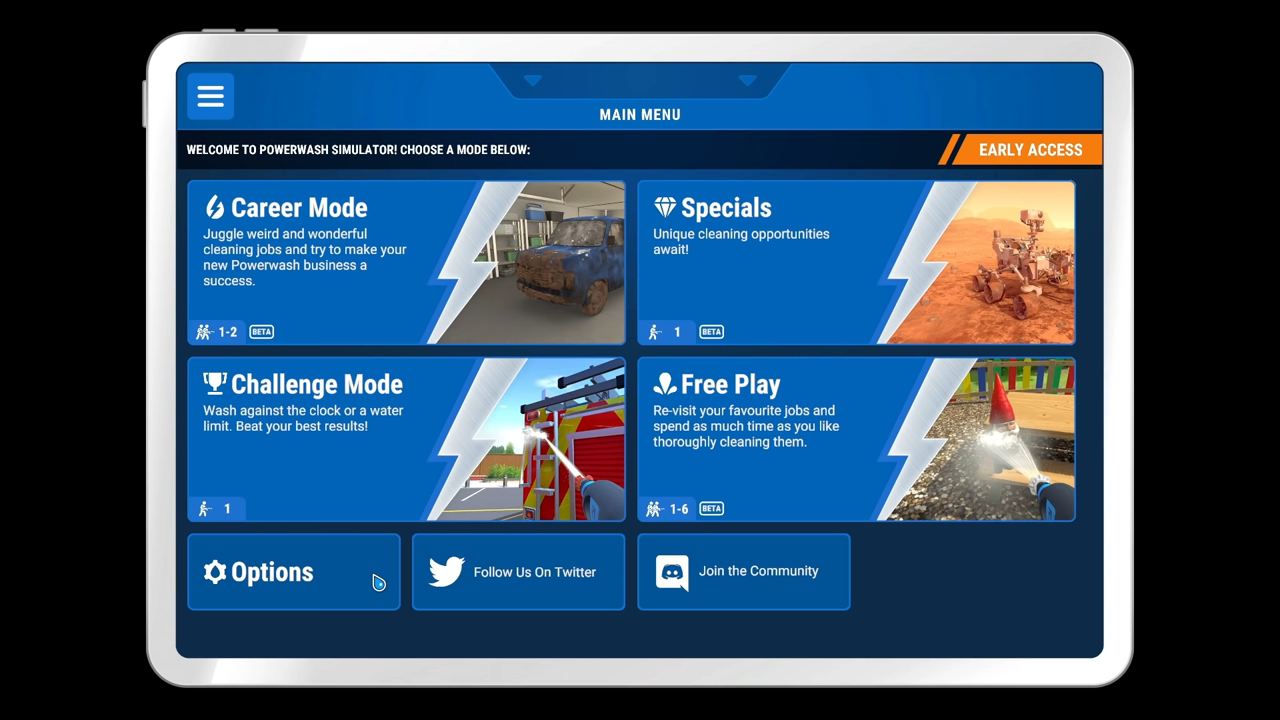 MAIN MENU
WELCOME TO POWERWASH SIMULATOR! CHOOSE A MODE BELOW:
EARLY ACCESS
Career Mode
Juggle weird and wonderful
cleaning jobs and try to make your
new Powerwash business a
success.
1-2 BETA
Specials
Unique cleaning opportunities
await!
1 BETA
Challenge Mode
Wash against the clock or a water
limit. Beat your best results!
1
Free Play
Re-visit your favourite jobs and
spend as much time as you like
thoroughly cleaning them.
1-6 BETA
Options
Follow Us On Twitter
Join the Community